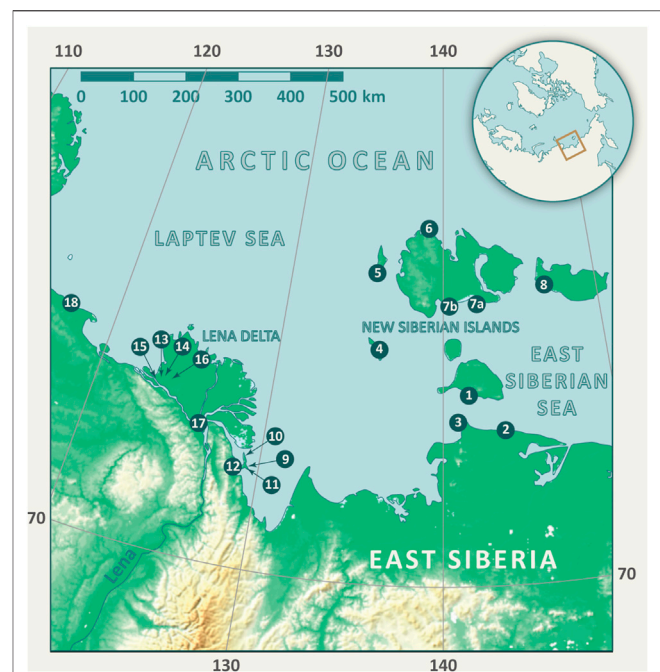 110
120
130
140
0 100 200 300 400 500 km
ARCTIC OCEAN
LAPTEV SEA
6
5
8
7b 7a
18
NEW SIBERIAN ISLANDS
LENA DELTA
13
15 14
16
4
EAST
SIBERIAN
SEA
1
17
3
2
10
9
12
11
70
Lena
EAST SIBERIA
70
130
140